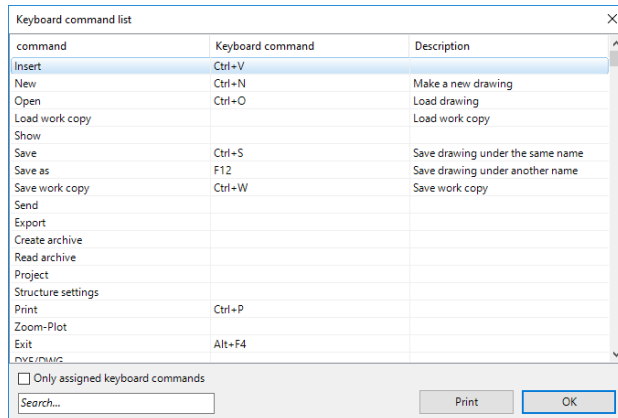 Keyboard command list
command Keyboard command Description
Insert Ctrl+V
New Ctrl+N Make a new drawing
Open Ctrl+O Load drawing
Load work copy Load work copy
Show
Save Ctrl+S Save drawing under the same name
Save as F12 Save drawing under another name
Save work copy Ctrl+W Save work copy
Send
Export
Create archive
Read archive
Project
Structure settings
Print Ctrl+P
Zoom-Plot
Exit Alt+F4
DXF/DWG
Only assigned keyboard commands
Search... Print OK